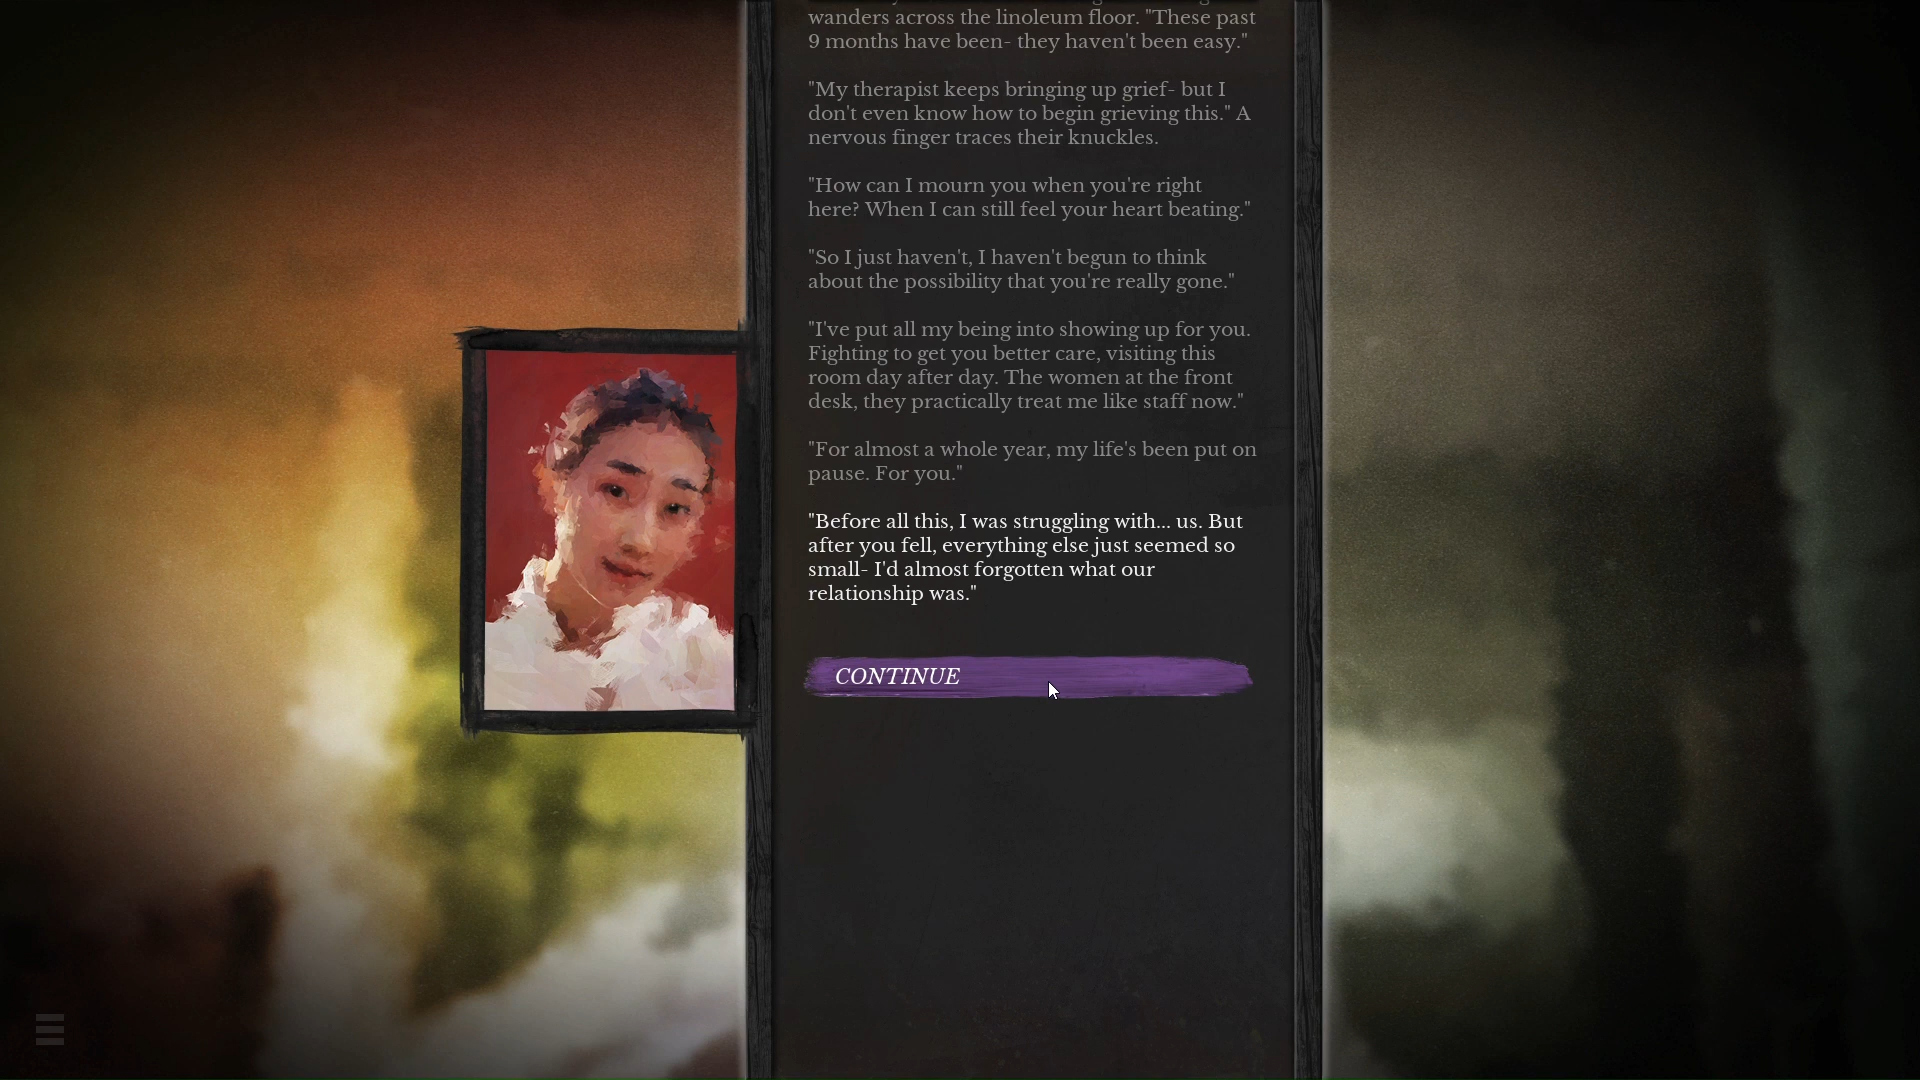 wanders across the linoleum floor. "These past
9 months have been- they haven't been easy."
"My therapist keeps bringing up grief- but I
don't even know how to begin grieving this." A
nervous finger traces their knuckles.
"How can I mourn you when you're right
here? When I can still feel your heart beating."
"So I just haven't, I haven't begun to think
about the possibility that you're really gone."
"I've put all my being into showing up for you.
Fighting to get you better care, visiting this
room day after day. The women at the front
desk, they practically treat me like staff now."
"For almost a whole year, my life's been put on
pause. For you."
"Before all this, I was struggling with... us. But
after you fell, everything else just seemed so
small- I'd almost forgotten what our
relationship was."
CONTINUE